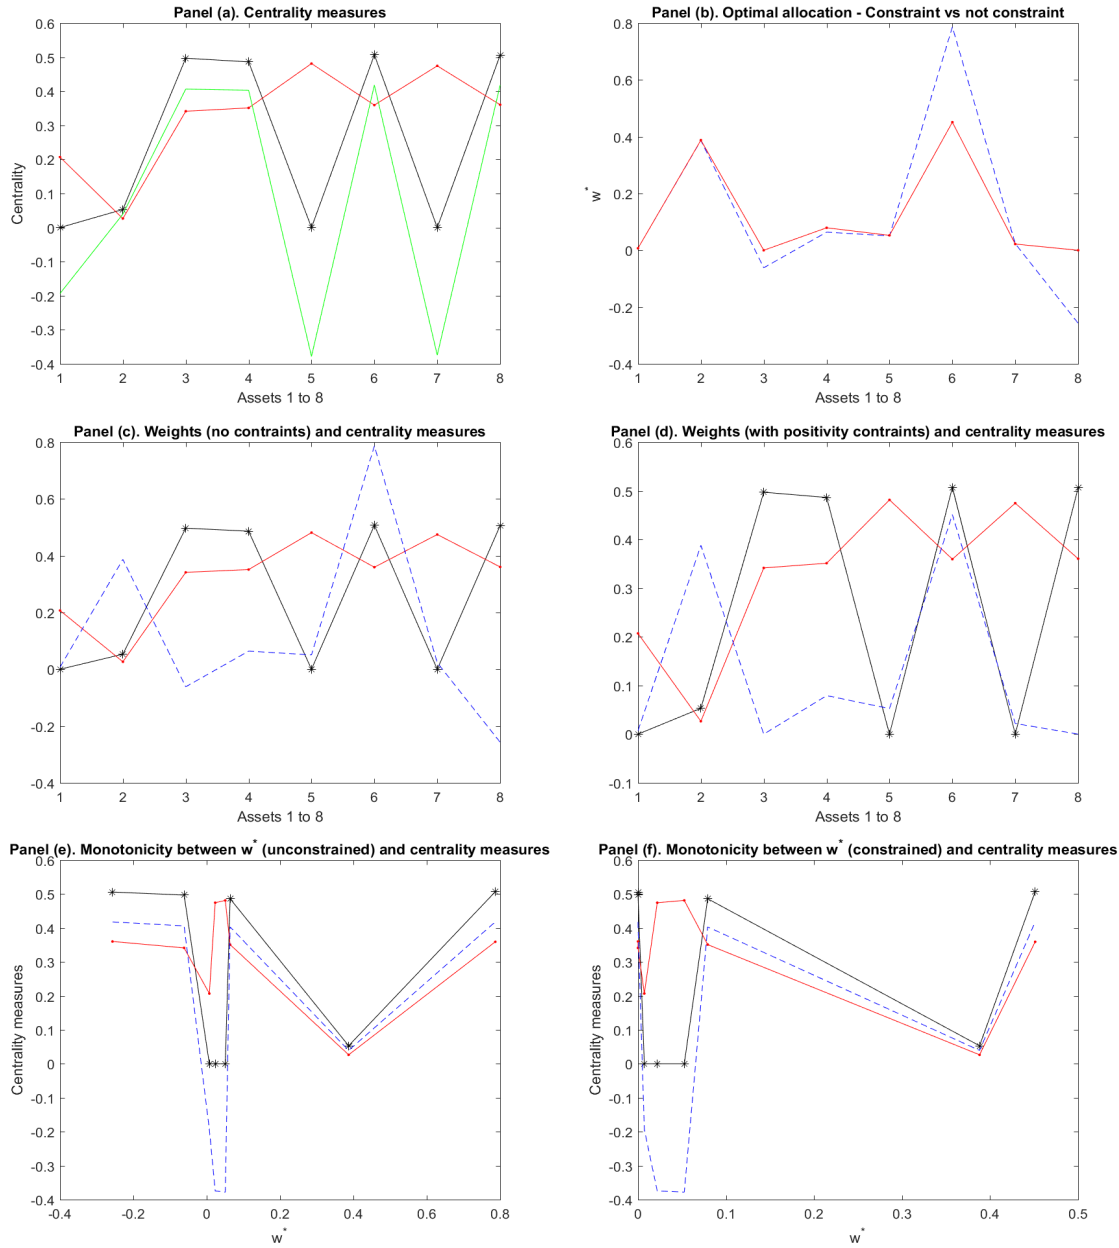 Panel (a). Centrality measures
0.6
0.5
0.4
0.3
0.2
0.1
0
-0.1
-0.2
-0.3
-0.4
Centrality
1 2 3 4 5 6 7 8
Assets 1 to 8
Panel (b). Optimal allocation - Constraint vs not constraint
0.8
0.6
0.4
0.2
0
-0.2
-0.4
w*
1 2 3 4 5 6 7 8
Assets 1 to 8
Panel (c). Weights (no contraints) and centrality measures
0.8
0.6
0.4
0.2
0
-0.2
-0.4
1 2 3 4 5 6 7 8
Assets 1 to 8
Panel (d). Weights (with positivity contraints) and centrality measures
0.6
0.5
0.4
0.3
0.2
0.1
0
-0.1
1 2 3 4 5 6 7 8
Assets 1 to 8
Panel (e). Monotonicity between w* (unconstrained) and centrality measures
0.6
0.5
0.4
0.3
0.2
0.1
0
-0.1
-0.2
-0.3
-0.4
Centrality measures
-0.4 -0.2 0 0.2 0.4 0.6 0.8
w*
Panel (f). Monotonicity between w* (constrained) and centrality measures
0.6
0.5
0.4
0.3
0.2
0.1
0
-0.1
-0.2
-0.3
-0.4
Centrality measures
0 0.1 0.2 0.3 0.4 0.5
w*